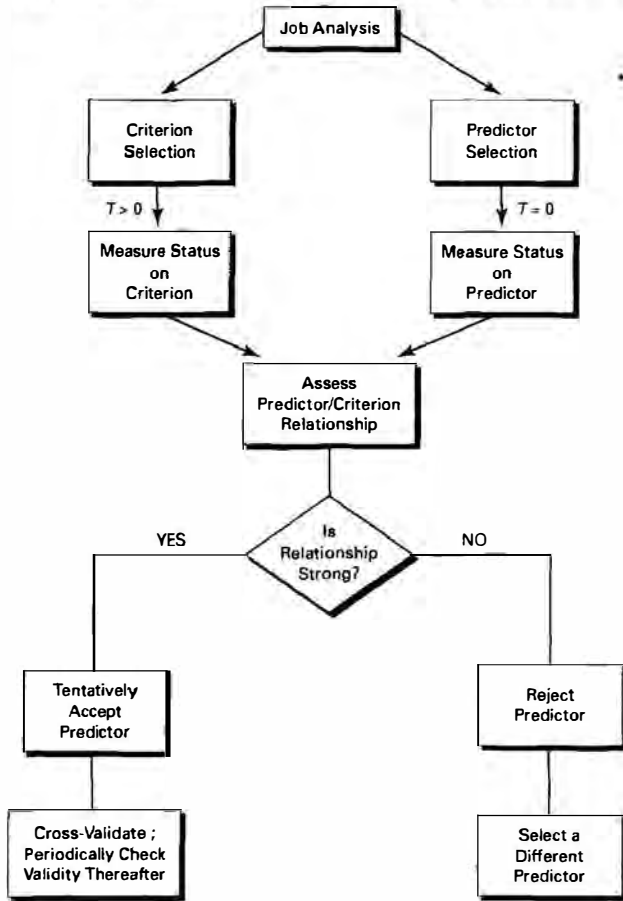 Job Analysis
Criterion
Selection
Predictor
Selection
T > 0
T = 0
Measure Status
on
Criterion
Measure Status
on
Predictor
Assess
Predictor/Criterion
Relationship
Is
Relationship
Strong?
YES
NO
Tentatively
Accept
Predictor
Reject
Predictor
Cross-Validate ;
Periodically Check
Validity Thereafter
Select a
Different
Predictor